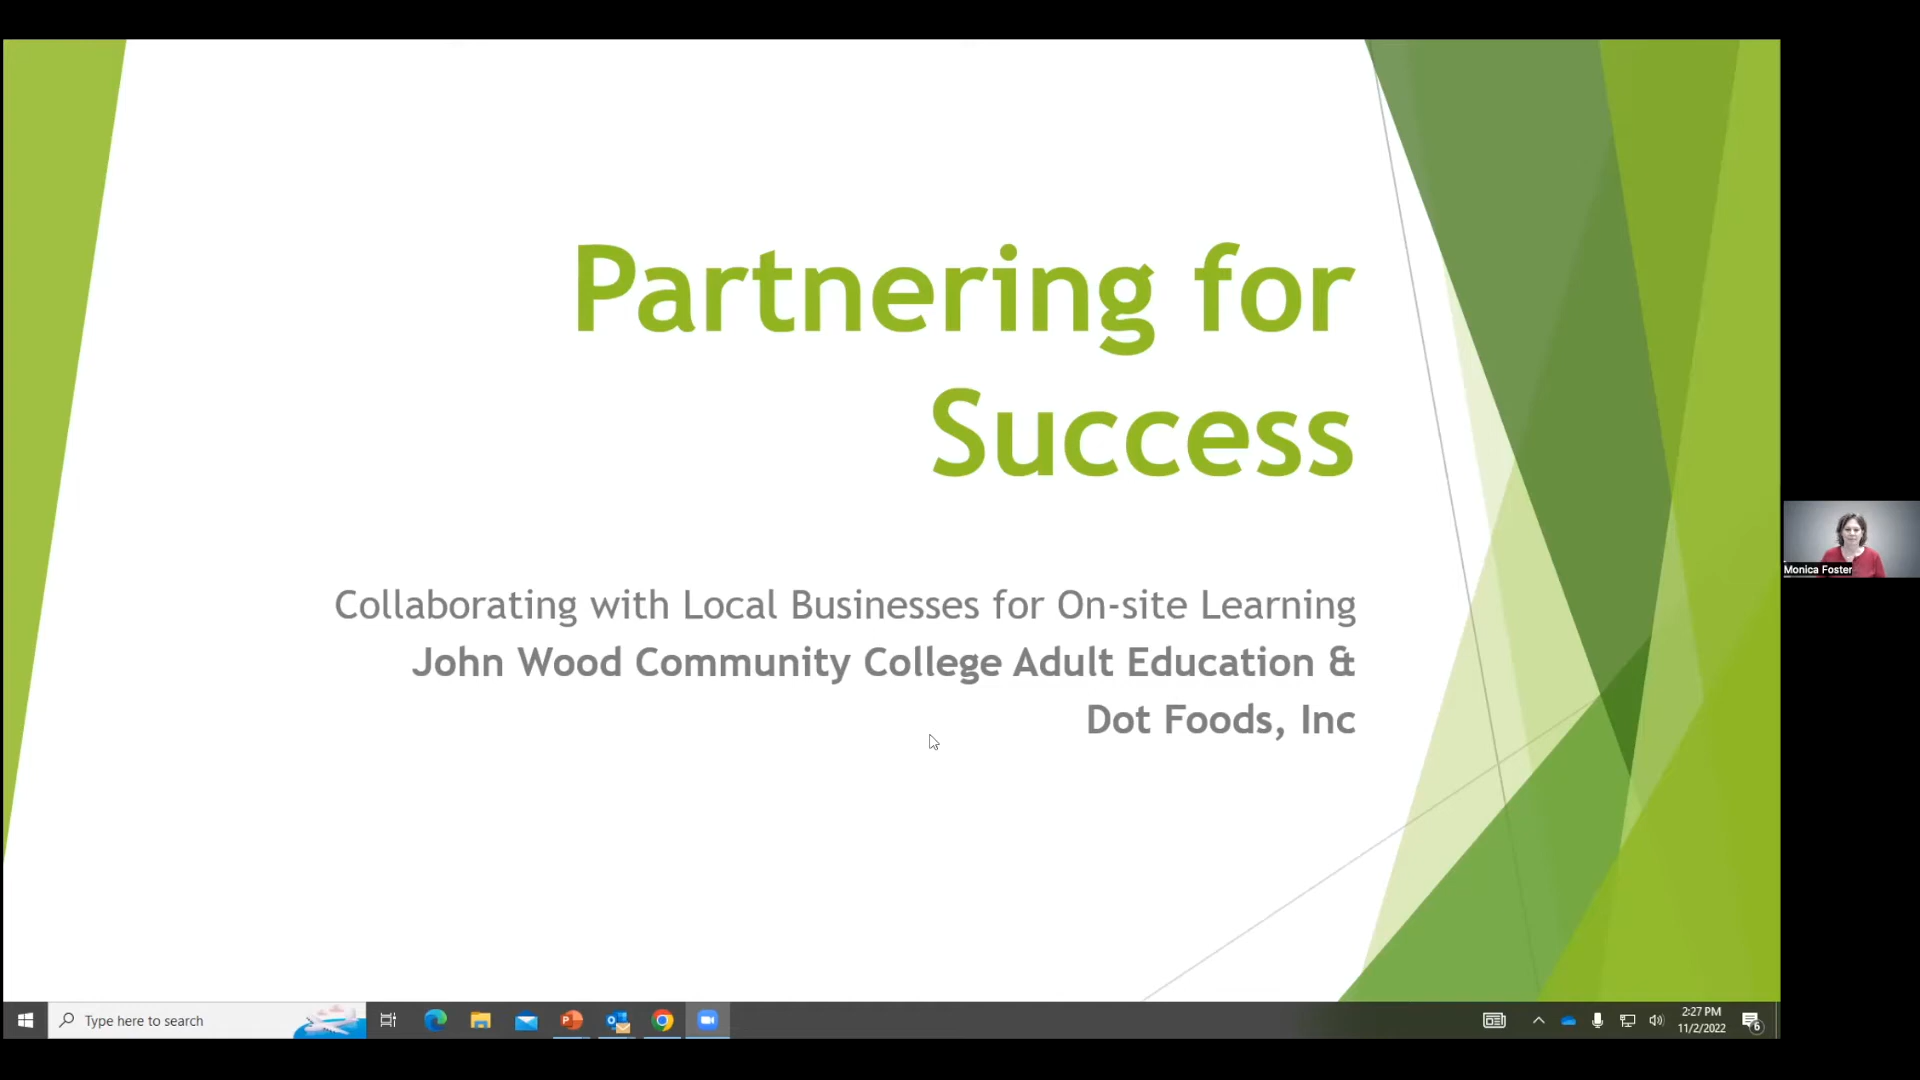 Partnering for
Success
Collaborating with Local Businesses for On-site Learning
John Wood Community College Adult Education &
Dot Foods, Inc
Monica Foster
Type here to search
2:27 PM
11/2/2022
6